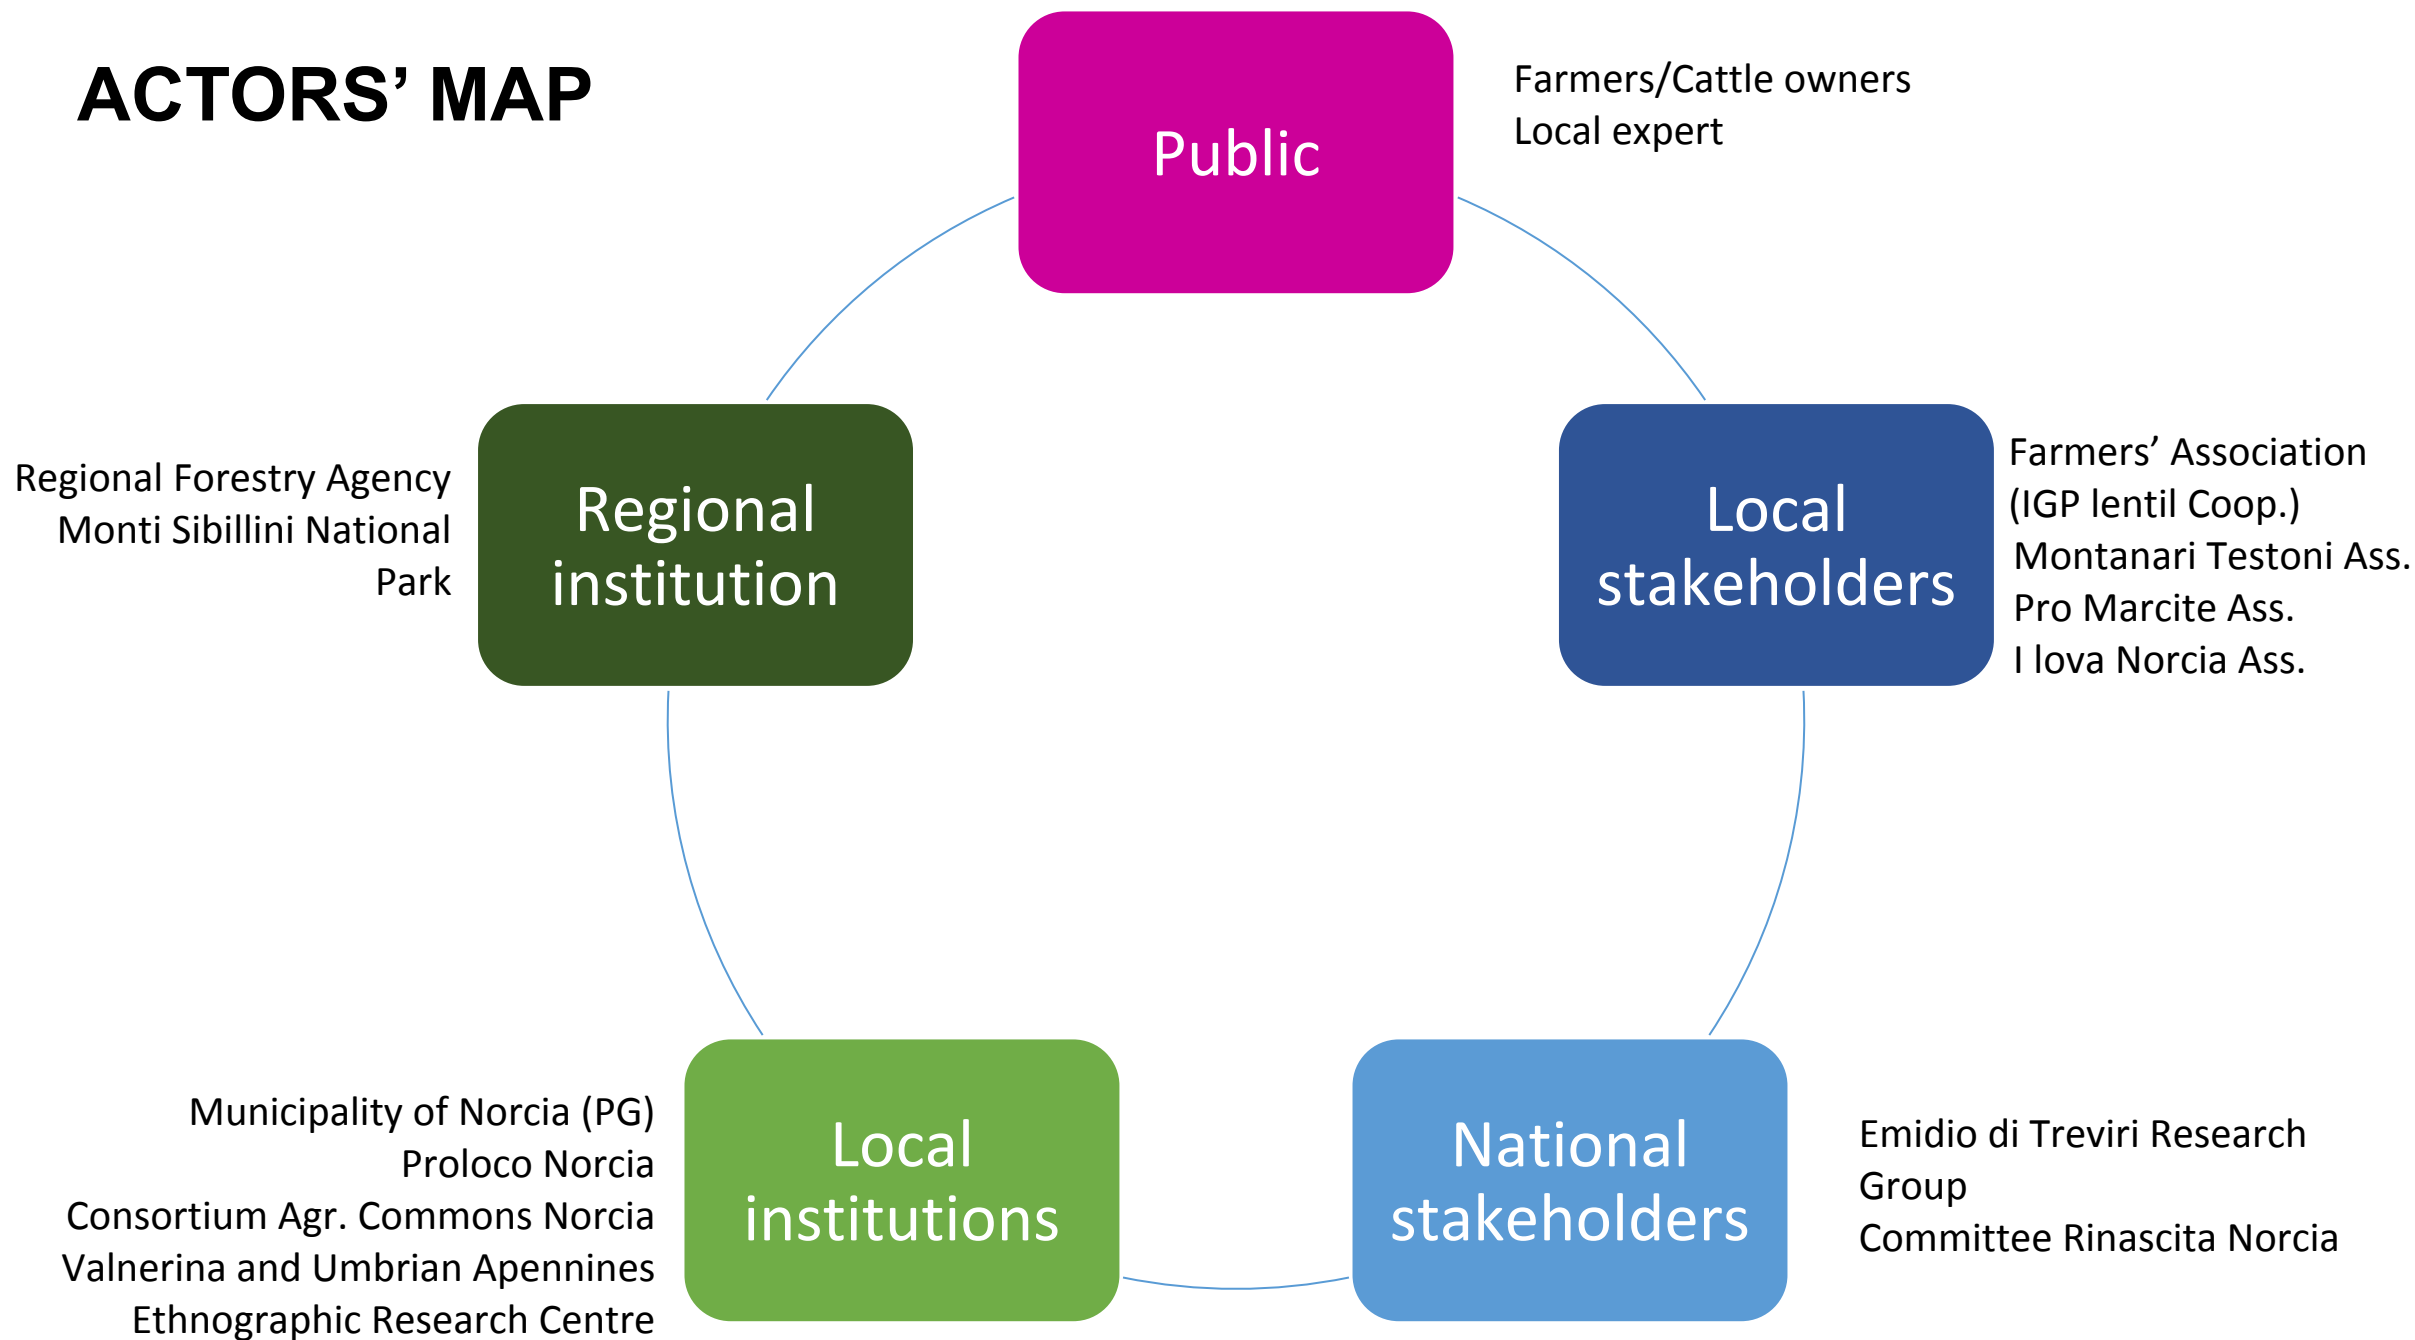 ACTORS’ MAP
Public
Farmers/Cattle owners
Local expert
Regional Forestry Agency
Monti Sibillini National
Park
Regional
institution
Local
stakeholders
Farmers’ Association
(IGP lentil Coop.)
Montanari Testoni Ass.
Pro Marcite Ass.
I lova Norcia Ass.
Municipality of Norcia (PG)
Proloco Norcia
Consortium Agr. Commons Norcia
Valnerina and Umbrian Apennines
Ethnographic Research Centre
Local
institutions
National
stakeholders
Emidio di Treviri Research
Group
Committee Rinascita Norcia